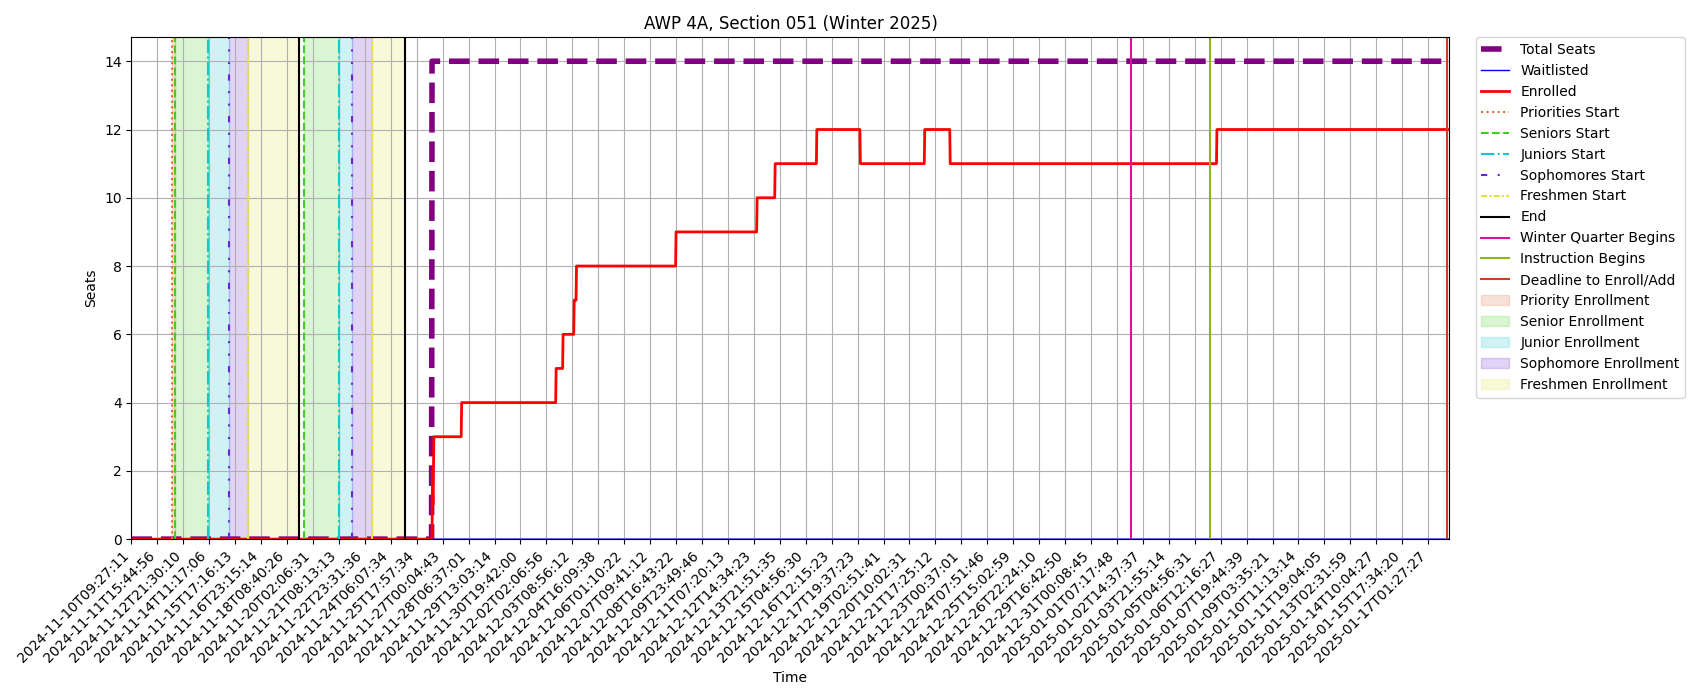 AWP 4A, Section 051 (Winter 2025)
14
12
10
8
6
4
2
0
Seats
2024-11-10T09:27:11
2024-11-11T15:44:56
2024-11-12T21:30:10
2024-11-14T11:17:06
2024-11-15T17:16:13
2024-11-16T23:15:14
2024-11-18T08:40:26
2024-11-20T02:06:31
2024-11-21T08:13:13
2024-11-22T23:31:36
2024-11-24T06:07:34
2024-11-25T17:57:34
2024-11-27T00:04:43
2024-11-28T06:37:01
2024-11-29T13:03:14
2024-11-30T19:42:00
2024-12-02T02:06:56
2024-12-03T08:56:12
2024-12-04T16:09:38
2024-12-06T01:10:22
2024-12-07T09:41:12
2024-12-08T16:43:22
2024-12-09T23:49:46
2024-12-11T07:20:13
2024-12-12T14:34:23
2024-12-13T21:51:35
2024-12-15T04:56:30
2024-12-16T12:15:23
2024-12-17T19:37:23
2024-12-19T02:51:41
2024-12-20T10:02:31
2024-12-21T17:25:12
2024-12-23T00:37:01
2024-12-24T07:51:46
2024-12-25T15:02:59
2024-12-26T22:24:10
2024-12-29T16:42:50
2024-12-31T00:08:45
2025-01-01T07:17:48
2025-01-02T14:37:37
2025-01-03T21:55:14
2025-01-05T04:56:31
2025-01-06T12:16:27
2025-01-07T19:44:39
2025-01-09T03:35:21
2025-01-10T11:13:14
2025-01-11T19:04:05
2025-01-13T02:31:59
2025-01-14T10:04:27
2025-01-15T17:34:20
2025-01-17T01:27:27
Time
Total Seats
Waitlisted
Enrolled
Priorities Start
Seniors Start
Juniors Start
Sophomores Start
Freshmen Start
End
Winter Quarter Begins
Instruction Begins
Deadline to Enroll/Add
Priority Enrollment
Senior Enrollment
Junior Enrollment
Sophomore Enrollment
Freshmen Enrollment